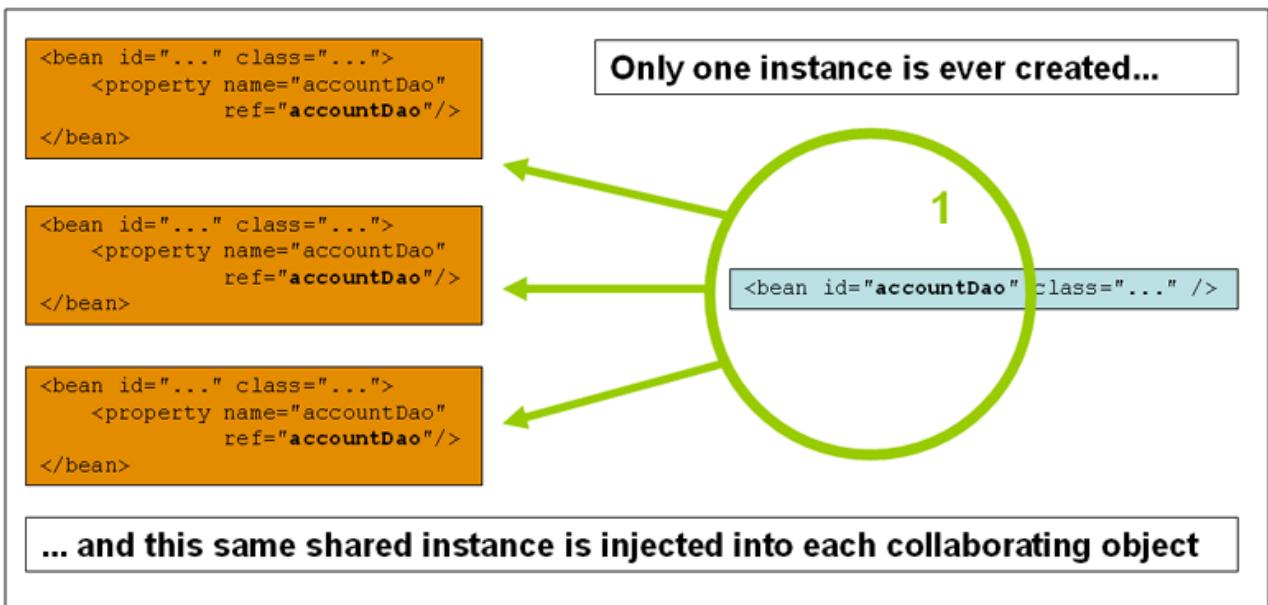 <bean id="..." class="...">
    <property name="accountDao"
              ref="accountDao"/>
</bean>
Only one instance is ever created...
1
<bean id="..." class="...">
    <property name="accountDao"
              ref="accountDao"/>
</bean>
<bean id="accountDao" class="..." />
<bean id="..." class="...">
    <property name="accountDao"
              ref="accountDao"/>
</bean>
... and this same shared instance is injected into each collaborating object